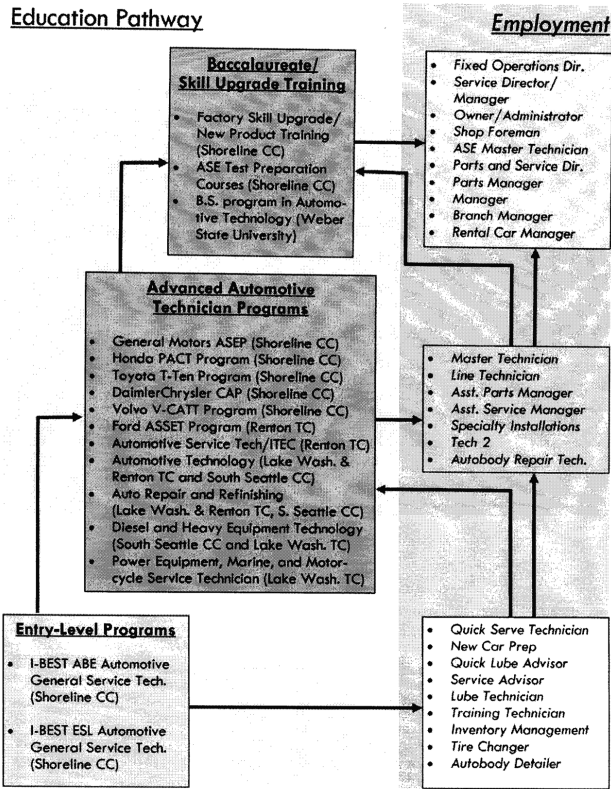 Education Pathway
Employment
Baccalaureate/
Skill Upgrade Training
• Factory Skill Upgrade/
New Product Training
(Shoreline CC)
• ASE Test Preparation
Courses (Shoreline CC)
• B.S. program in Automo-
tive Technology (Weber
State University)
• Fixed Operations Dir.
• Service Director/
Manager
• Owner/Administrator
• Shop Foreman
• ASE Master Technician
• Parts and Service Dir.
• Parts Manager
• Manager
• Branch Manager
• Rental Car Manager
Advanced Automotive
Technician Programs
• General Motors ASEP (Shoreline CC)
• Honda PACT Program (Shoreline CC)
• Toyota T-Ten Program (Shoreline CC)
• DaimlerChrysler CAP (Shoreline CC)
• Volvo V-CATT Program (Shoreline CC)
• Ford ASSET Program (Renton TC)
• Automotive Service Tech/ITEC (Renton TC)
• Automotive Technology (Lake Wash. &
Renton TC and South Seattle CC)
• Auto Repair and Refinishing
(Lake Wash. & Renton TC, S. Seattle CC)
• Diesel and Heavy Equipment Technology
(South Seattle CC and Lake Wash. TC)
• Power Equipment, Marine, and Motor-
cycle Service Technician (Lake Wash. TC)
• Master Technician
• Line Technician
• Asst. Parts Manager
• Asst. Service Manager
• Specialty Installations
• Tech 2
• Autobody Repair Tech.
Entry-Level Programs
• I-BEST ABE Automotive
General Service Tech.
(Shoreline CC)
• I-BEST ESL Automotive
General Service Tech.
(Shoreline CC)
• Quick Serve Technician
• New Car Prep
• Quick Lube Advisor
• Service Advisor
• Lube Technician
• Training Technician
• Inventory Management
• Tire Changer
• Autobody Detailer